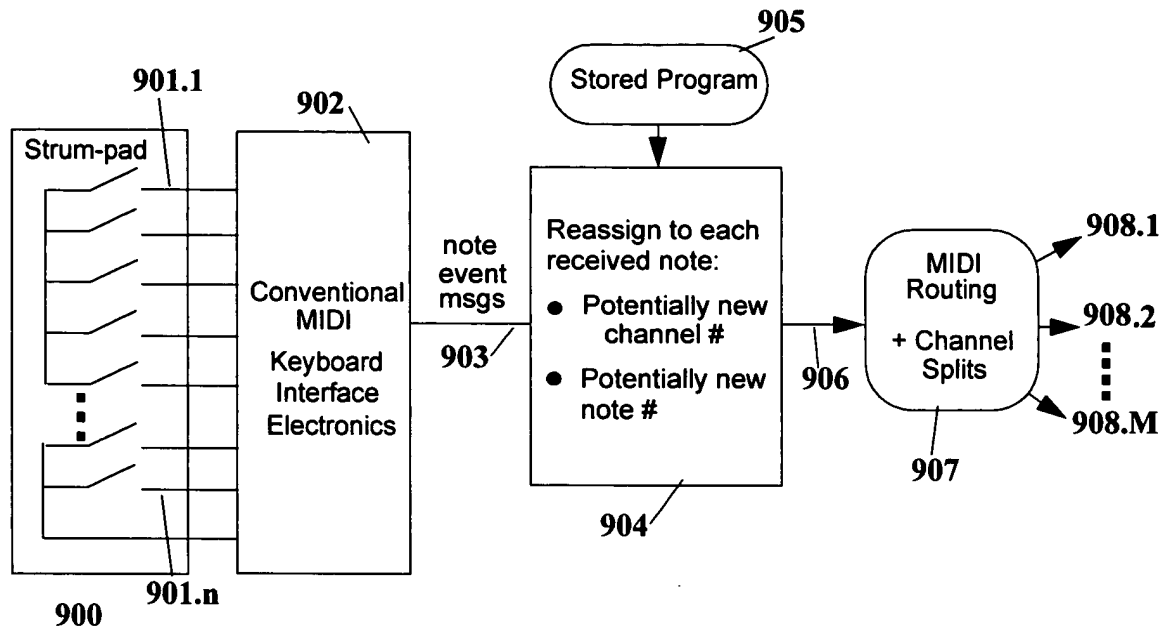 905
Stored Program
901.1
902
Strum-pad
Conventional
MIDI
Keyboard
Interface
Electronics
note
event
msgs
903
Reassign to each
received note:
● Potentially new
channel #
● Potentially new
note #
904
906
MIDI
Routing
+ Channel
Splits
907
908.1
908.2
908.M
901.n
900